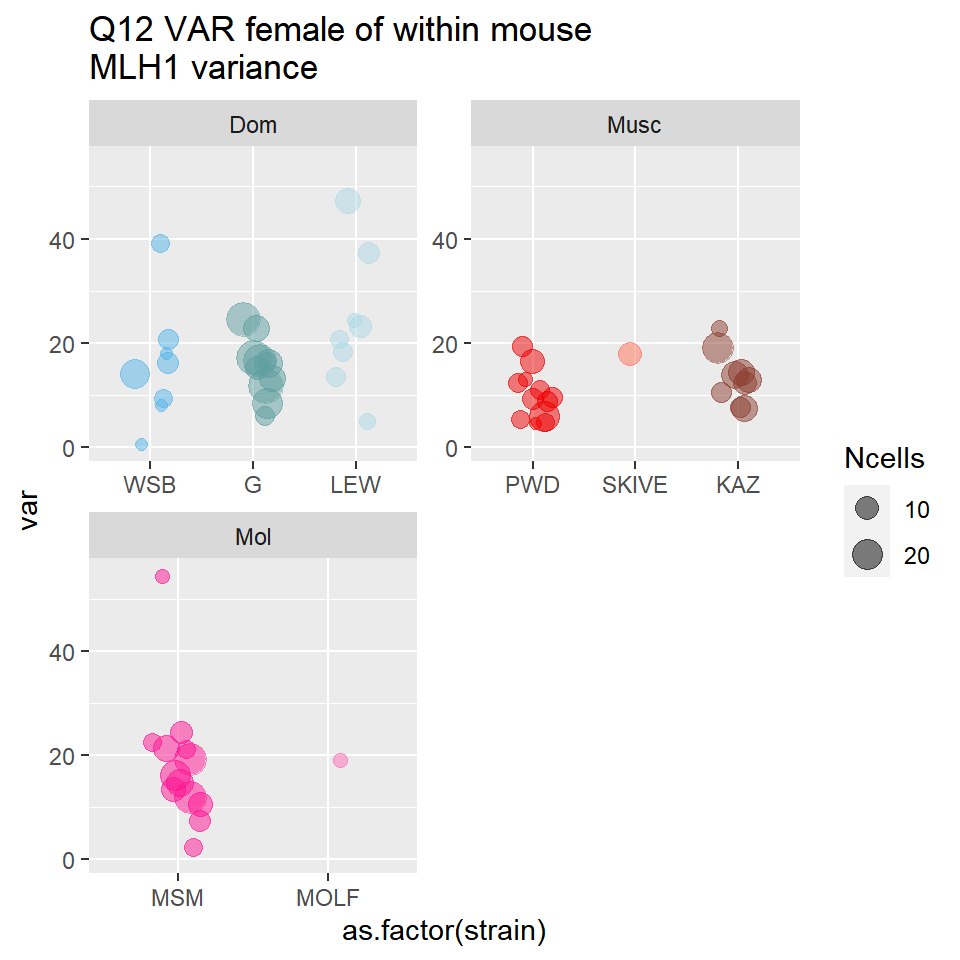 Q12 VAR female of within mouse
MLH1 variance
Dom
Musc
40
20
0
40
20
0
WSB
G
LEW
PWD
SKIVE
KAZ
Ncells
10
20
var
Mol
40
20
0
MSM
MOLF
as.factor(strain)